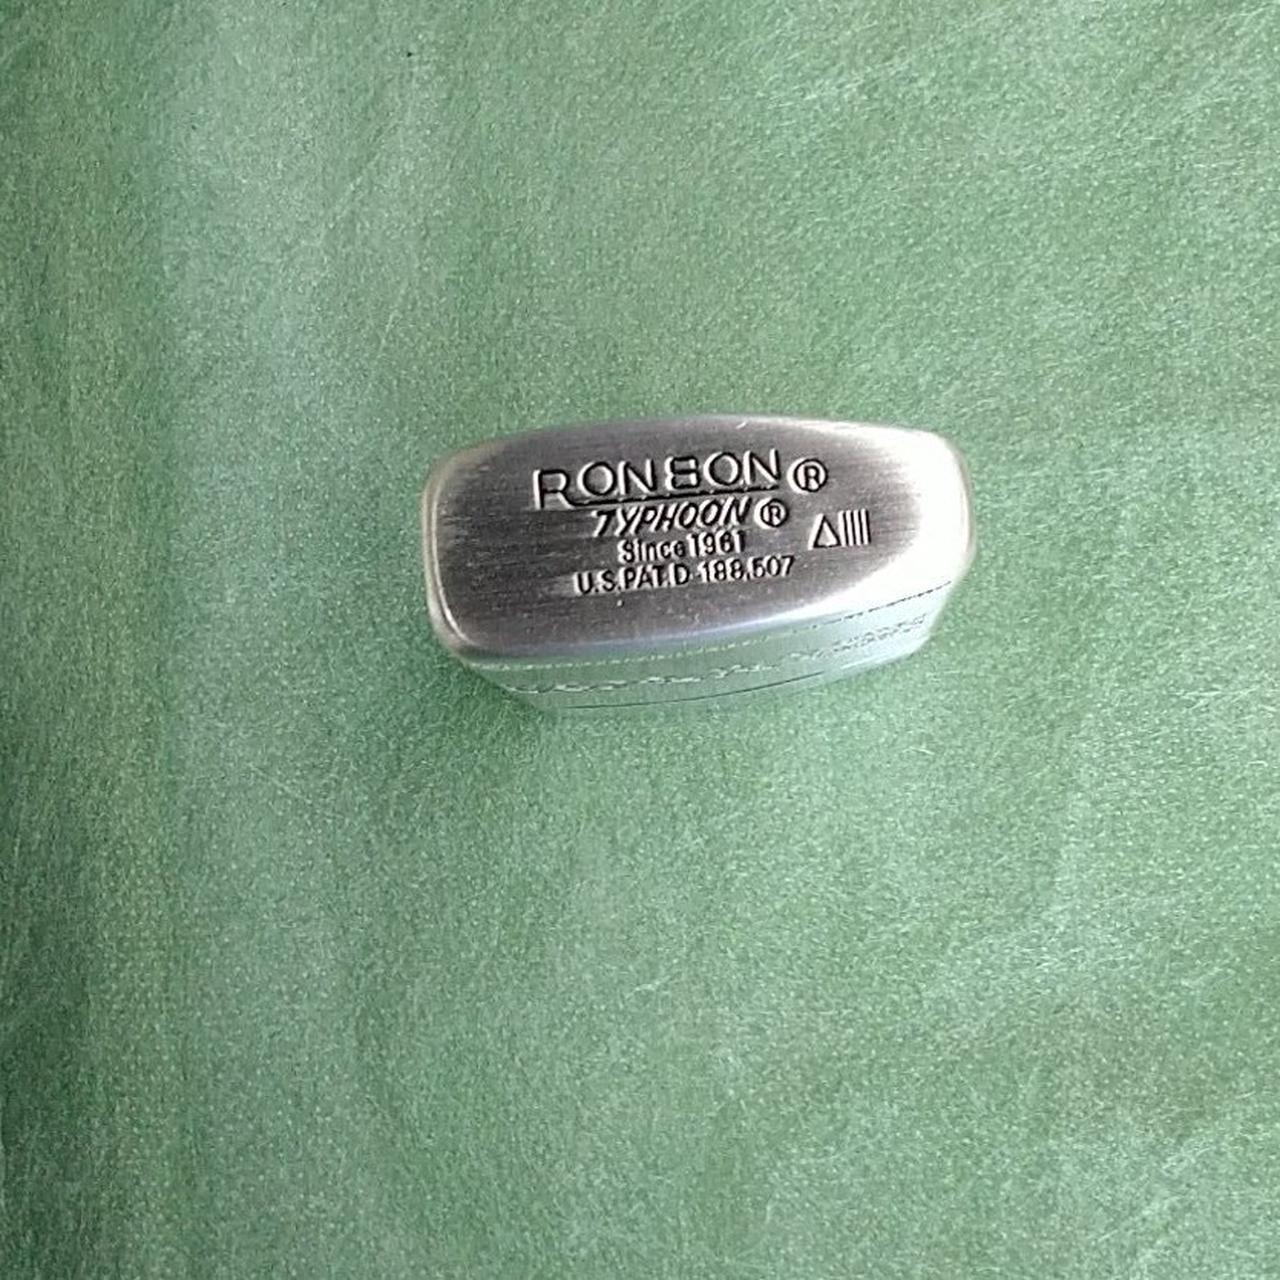 RONSON®
TYPHOON®
Since 1961
U.S.PAT.D-188,507